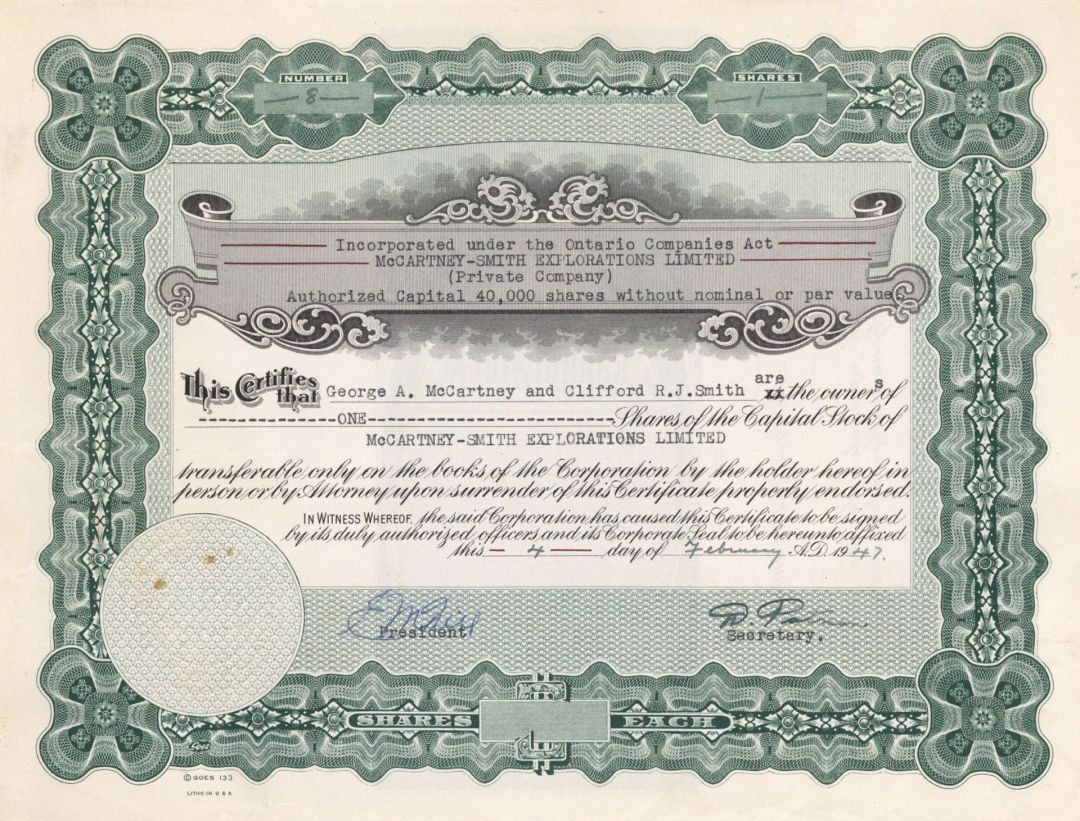 NUMBER SHARES
— 8 — — 1 —
Incorporated under the Ontario Companies Act
McCARTNEY-SMITH EXPLORATIONS LIMITED
(Private Company)
Authorized Capital 40,000 shares without nominal or par value
This Certifies that George A. McCartney and Clifford R.J.Smith are the owners of
---------------ONE--------------------------Shares of the Capital Stock of
McCARTNEY-SMITH EXPLORATIONS LIMITED
transferable only on the books of the Corporation by the holder hereof in
person or by Attorney upon surrender of this Certificate properly endorsed.
IN WITNESS WHEREOF, the said Corporation has caused this Certificate to be signed
by its duly authorized officers and its Corporate Seal to be hereunto affixed
this — 4 — day of February A.D. 1947.
President
Secretary.
SHARES EACH
Goes
© GOES 133
LITHO IN U S A